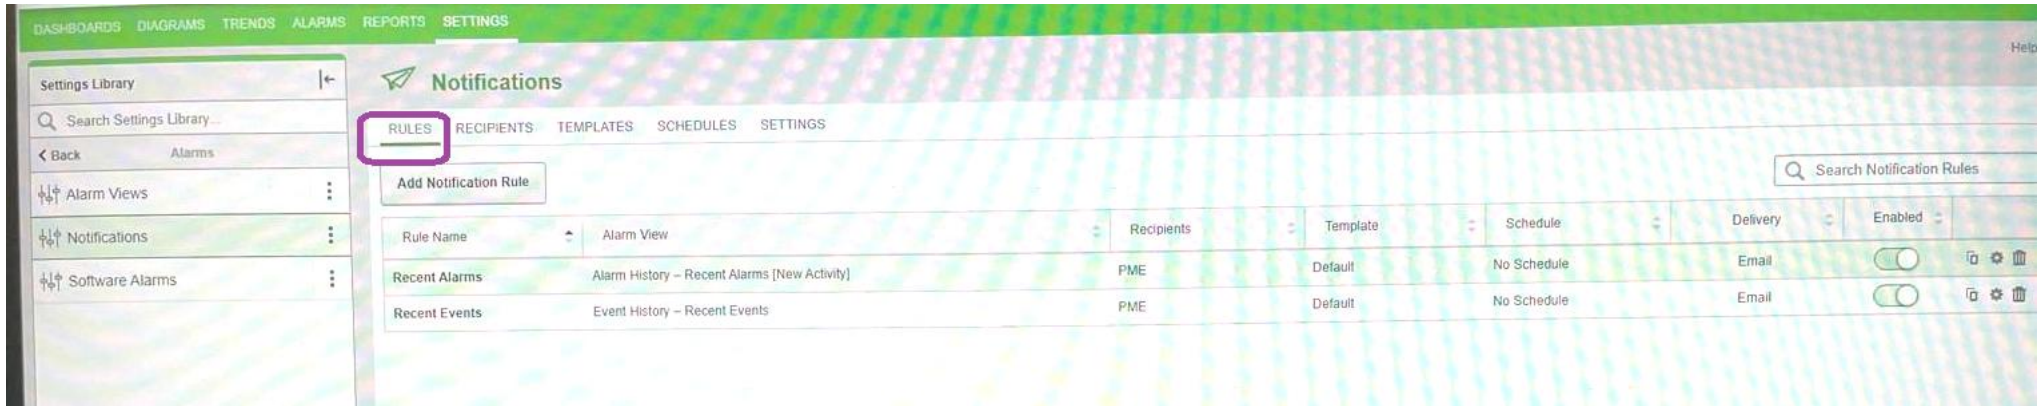 DASHBOARDS DIAGRAMS TRENDS ALARMS REPORTS SETTINGS
Help
Settings Library
Notifications
Search Settings Library...
RULES RECIPIENTS TEMPLATES SCHEDULES SETTINGS
Back Alarms
Add Notification Rule
Search Notification Rules
Alarm Views
Notifications
Rule Name Alarm View Recipients Template Schedule Delivery Enabled
Software Alarms
Recent Alarms Alarm History – Recent Alarms [New Activity] PME Default No Schedule Email
Recent Events Event History – Recent Events PME Default No Schedule Email